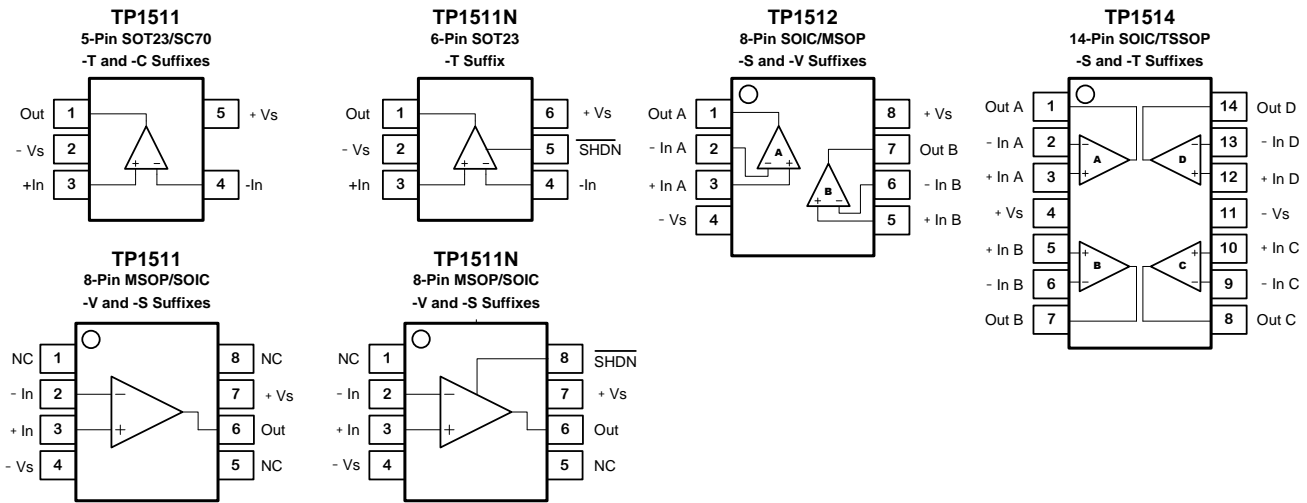 TP1511
5-Pin SOT23/SC70
-T and -C Suffixes
Out 1
- Vs 2
+In 3
5 + Vs
4 -In
+ −
TP1511N
6-Pin SOT23
-T Suffix
Out 1
- Vs 2
+In 3
6 + Vs
5 SHDN
4 -In
+ −
TP1512
8-Pin SOIC/MSOP
-S and -V Suffixes
Out A 1
- In A 2
+ In A 3
- Vs 4
8 + Vs
7 Out B
6 - In B
5 + In B
A
− +
B
+ −
TP1514
14-Pin SOIC/TSSOP
-S and -T Suffixes
Out A 1
- In A 2
+ In A 3
+ Vs 4
+ In B 5
- In B 6
Out B 7
14 Out D
13 - In D
12 + In D
11 - Vs
10 + In C
9 - In C
8 Out C
− A +
− D +
+ B −
+ C −
TP1511
8-Pin MSOP/SOIC
-V and -S Suffixes
NC 1
- In 2
+ In 3
- Vs 4
8 NC
7 + Vs
6 Out
5 NC
−
+
TP1511N
8-Pin MSOP/SOIC
-V and -S Suffixes
NC 1
- In 2
+ In 3
- Vs 4
8 SHDN
7 + Vs
6 Out
5 NC
−
+